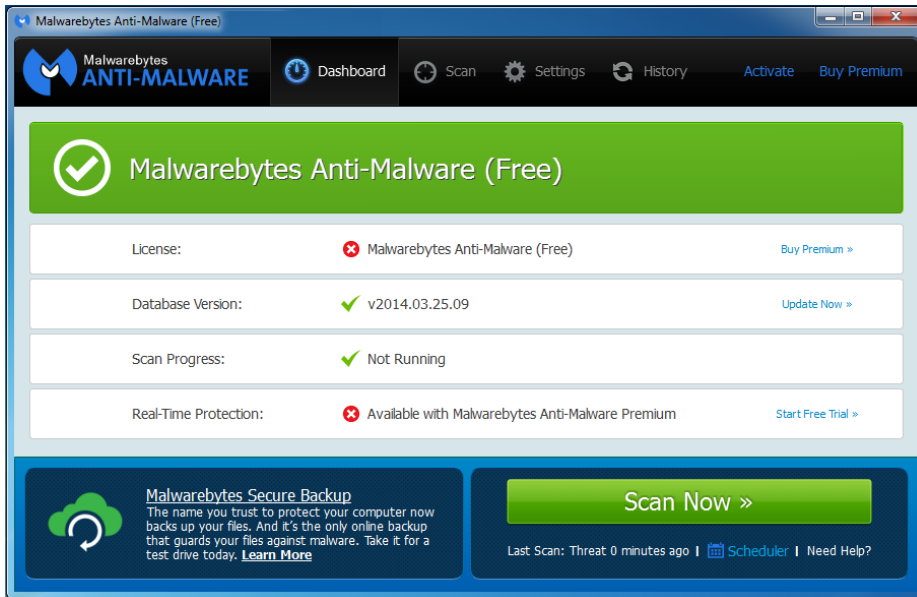 Malwarebytes Anti-Malware (Free)
Malwarebytes
ANTI-MALWARE
Dashboard
Scan
Settings
History
Activate
Buy Premium
Malwarebytes Anti-Malware (Free)
License:
Malwarebytes Anti-Malware (Free)
Buy Premium »
Database Version:
v2014.03.25.09
Update Now »
Scan Progress:
Not Running
Real-Time Protection:
Available with Malwarebytes Anti-Malware Premium
Start Free Trial »
Malwarebytes Secure Backup
The name you trust to protect your computer now
backs up your files. And it's the only online backup
that guards your files against malware. Take it for a
test drive today. Learn More
Scan Now »
Last Scan: Threat 0 minutes ago | Scheduler | Need Help?